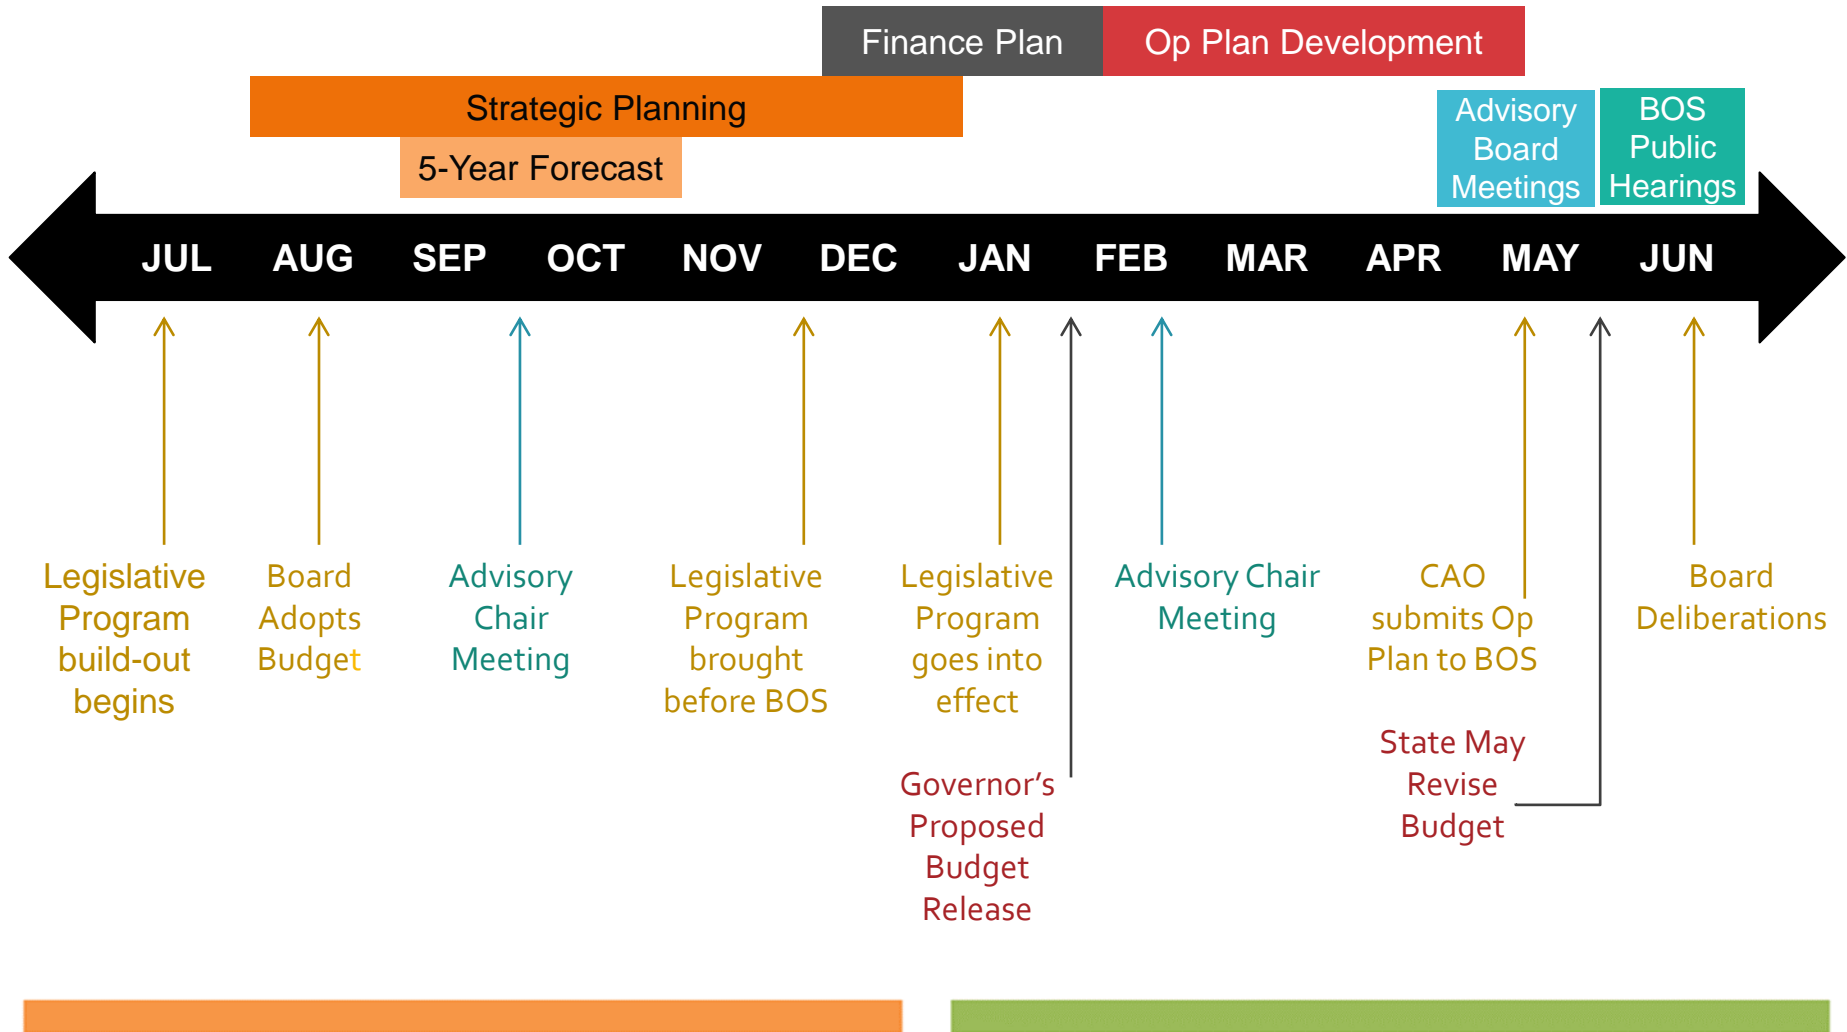 Finance Plan
Op Plan Development
Strategic Planning
5-Year Forecast
Advisory
Board
Meetings
BOS
Public
Hearings
JUL AUG SEP OCT NOV DEC JAN FEB MAR APR MAY JUN
Legislative
Program
build-out
begins
Board
Adopts
Budget
Advisory
Chair
Meeting
Legislative
Program
brought
before BOS
Legislative
Program
goes into
effect
Governor's
Proposed
Budget
Release
Advisory Chair
Meeting
CAO
submits Op
Plan to BOS
State May
Revise
Budget
Board
Deliberations